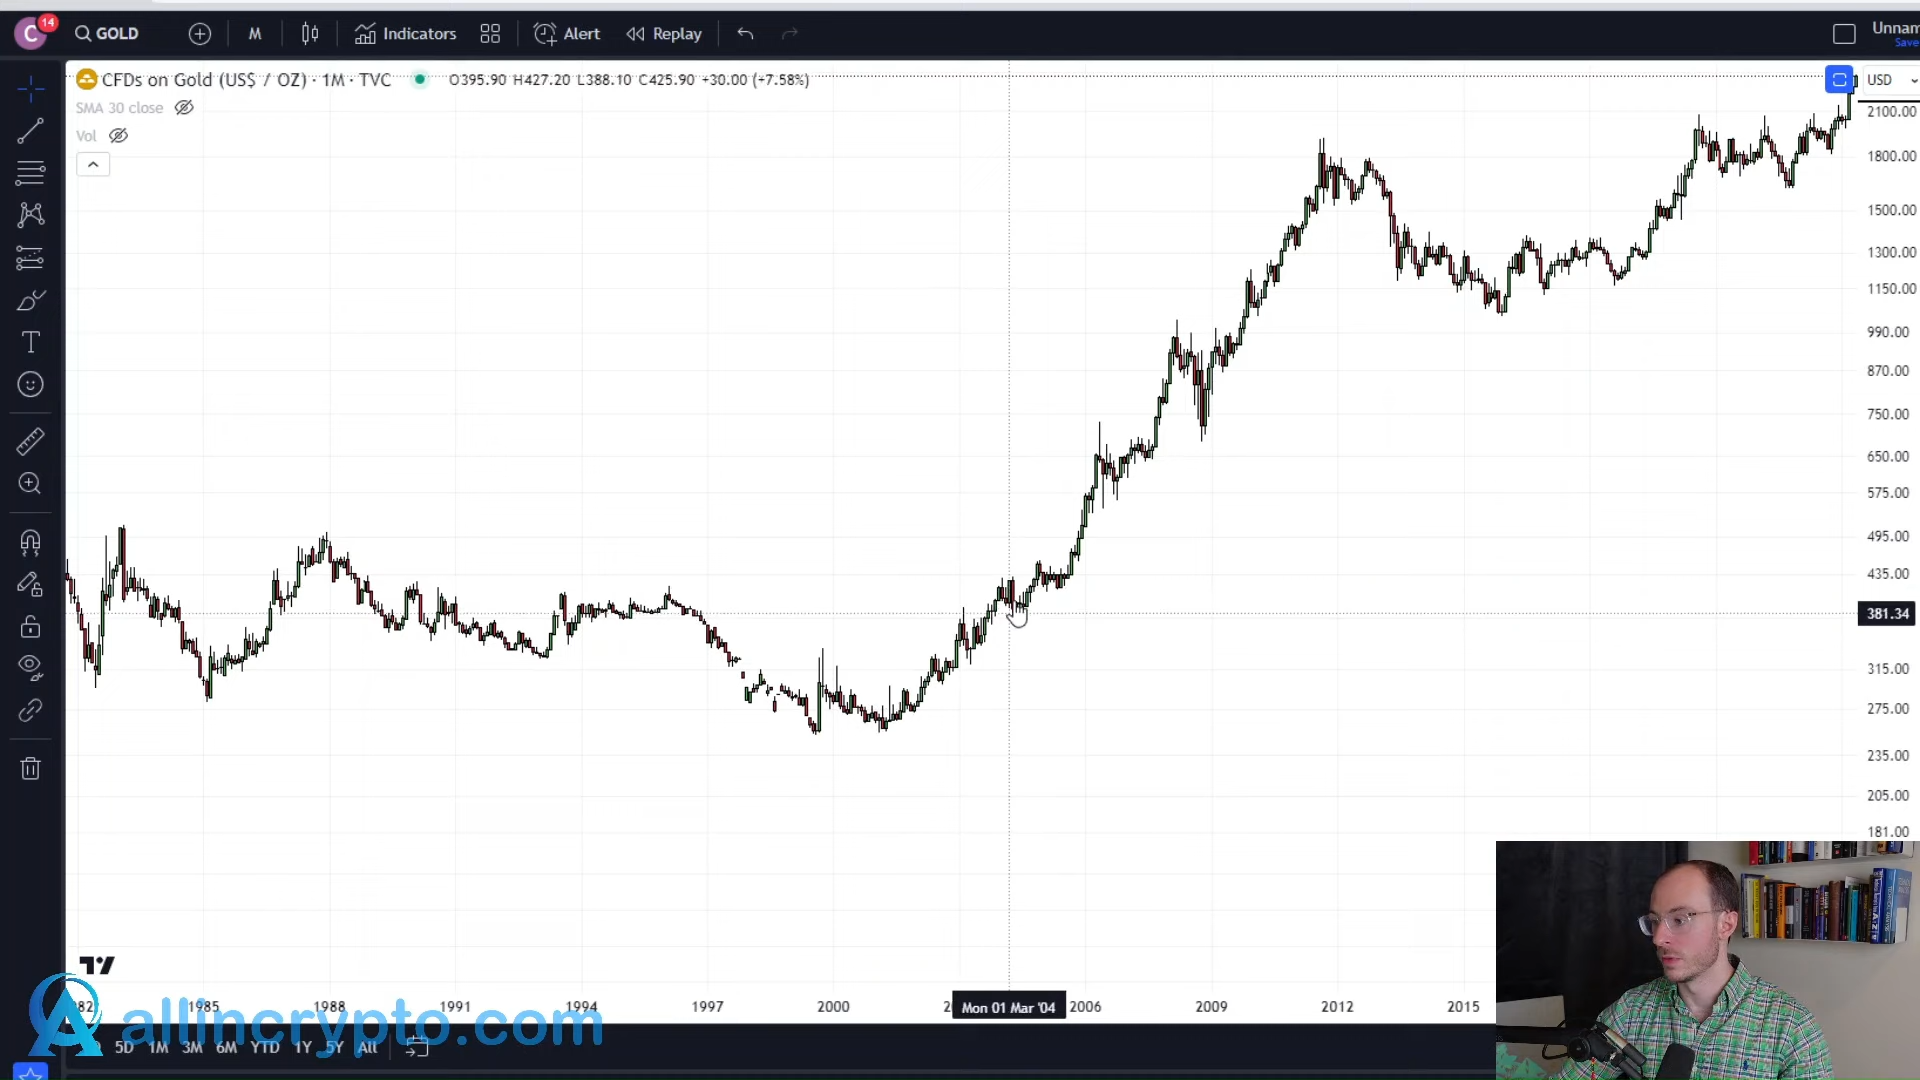 C 14 GOLD M Indicators Alert Replay Unnam
Save
CFDs on Gold (US$ / OZ) · 1M · TVC O395.90 H427.20 L388.10 C425.90 +30.00 (+7.58%) USD
SMA 30 close
Vol
2100.00
1800.00
1500.00
1300.00
1150.00
990.00
870.00
750.00
650.00
575.00
495.00
435.00
381.34
315.00
275.00
235.00
205.00
181.00
1985 1988 1991 1994 1997 2000 Mon 01 Mar '04 2006 2009 2012 2015
allincrypto.com
5D 1M 3M 6M YTD 1Y 5Y All